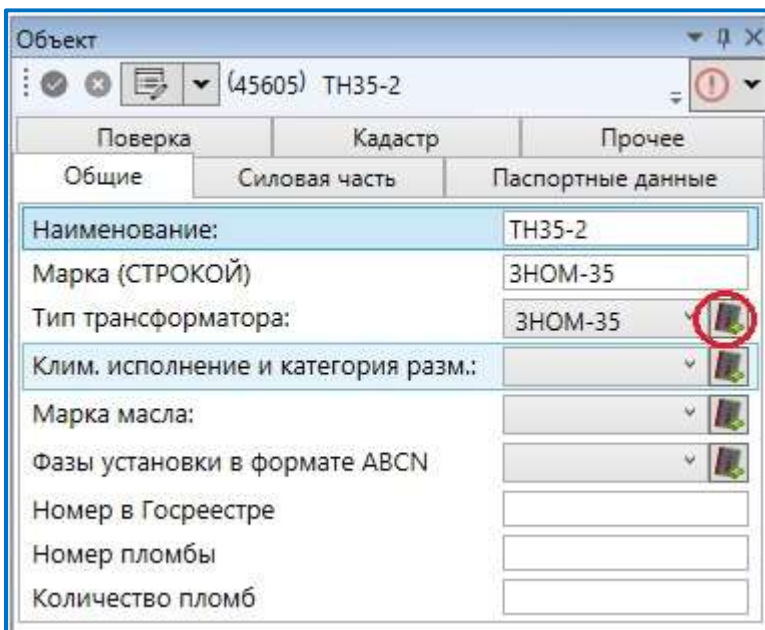 Объект
(45605) ТН35-2
Поверка Кадастр Прочее
Общие Силовая часть Паспортные данные
Наименование: ТН35-2
Марка (СТРОКОЙ) ЗНОМ-35
Тип трансформатора: ЗНОМ-35
Клим. исполнение и категория разм.:
Марка масла:
Фазы установки в формате ABCN
Номер в Госреестре
Номер пломбы
Количество пломб